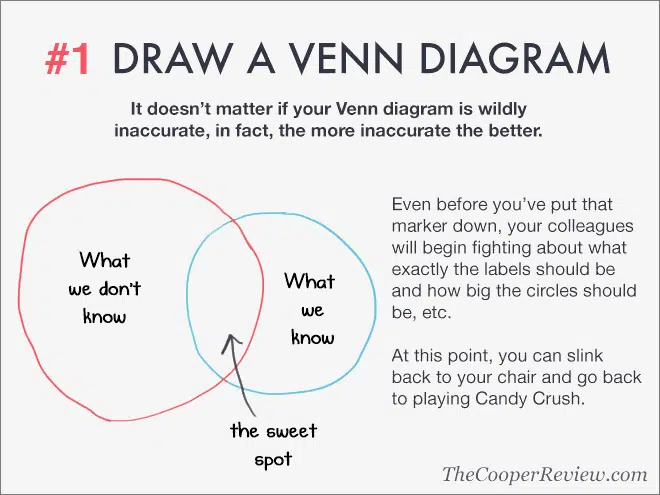 #1 DRAW A VENN DIAGRAM
It doesn't matter if your Venn diagram is wildly
inaccurate, in fact, the more inaccurate the better.
What
we don't
know
What
we
know
the sweet
spot
Even before you've put that
marker down, your colleagues
will begin fighting about what
exactly the labels should be
and how big the circles should
be, etc.
At this point, you can slink
back to your chair and go back
to playing Candy Crush.
TheCooperReview.com